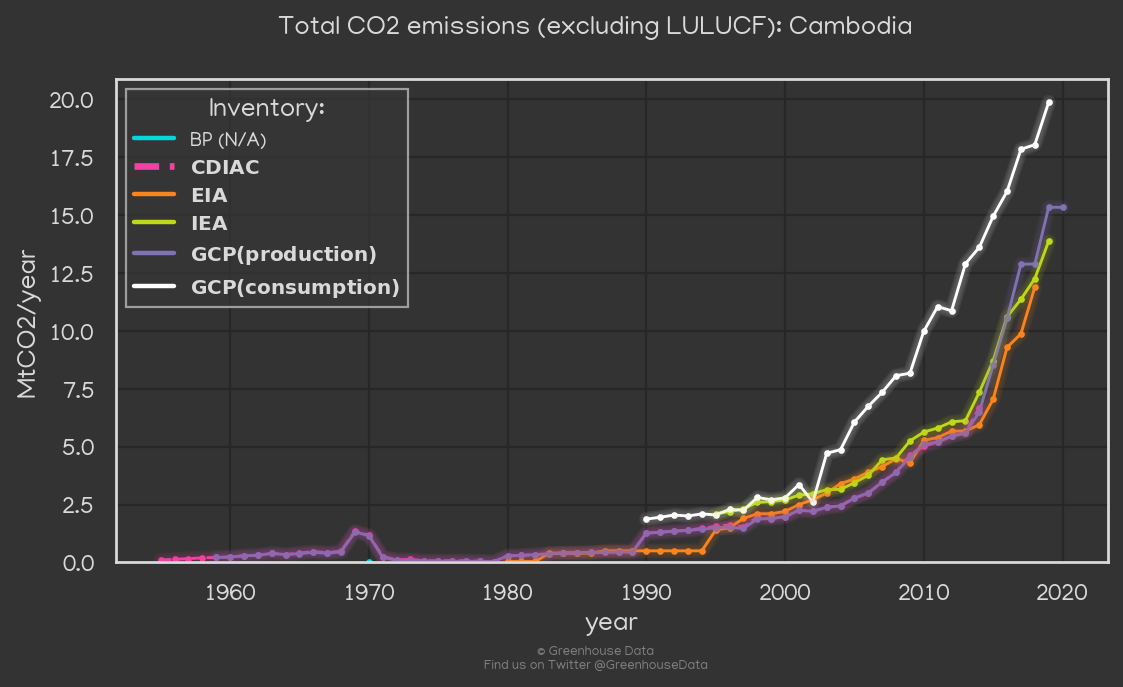 Total CO2 emissions (excluding LULUCF): Cambodia
Inventory:
BP (N/A)
CDIAC
EIA
IEA
GCP(production)
GCP(consumption)
MtCO2/year
20.0
17.5
15.0
12.5
10.0
7.5
5.0
2.5
0.0
1960 1970 1980 1990 2000 2010 2020
year
© Greenhouse Data
Find us on Twitter @GreenhouseData